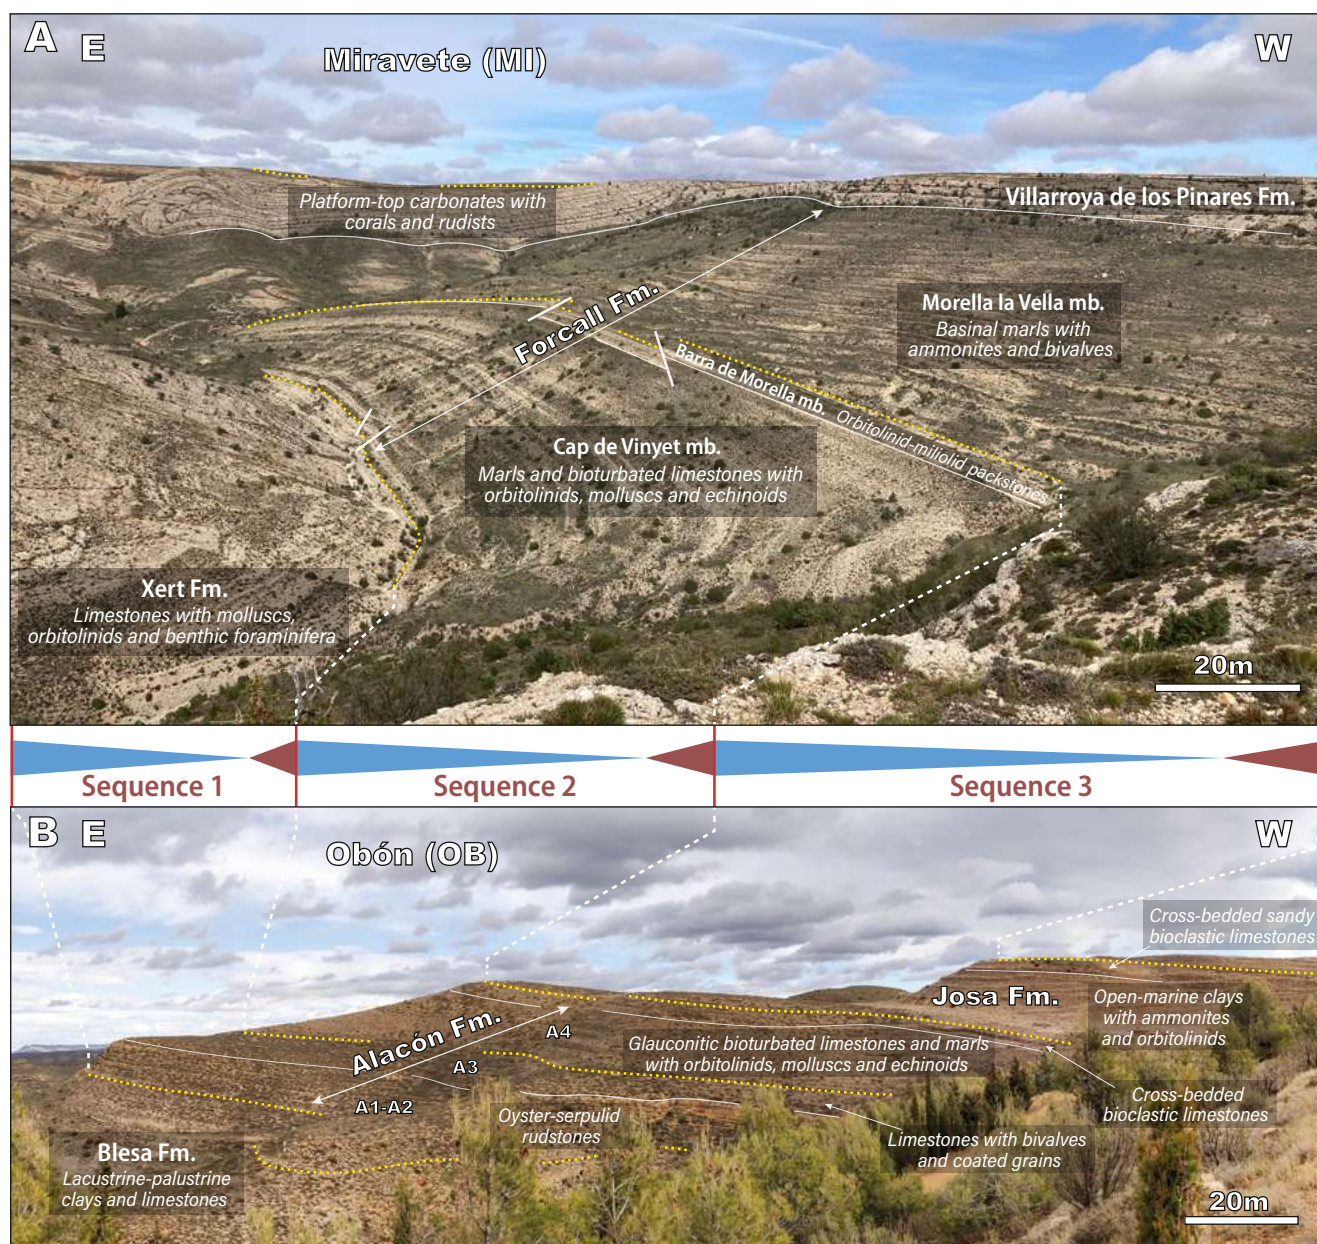 A
E
Miravete (MI)
W
Platform-top carbonates with
corals and rudists
Villarroya de los Pinares Fm.
Forcall Fm.
Morella la Vella mb.
Basinal marls with
ammonites and bivalves
Barra de Morella mb.
Orbitolinid-miliolid packstones
Cap de Vinyet mb.
Marls and bioturbated limestones with
orbitolinids, molluscs and echinoids
Xert Fm.
Limestones with molluscs,
orbitolinids and benthic foraminifera
20m
Sequence 1
Sequence 2
Sequence 3
B
E
Obón (OB)
W
Cross-bedded sandy
bioclastic limestones
Josa Fm.
Open-marine clays
with ammonites
and orbitolinids
Alacón Fm.
A4
Glauconitic bioturbated limestones and marls
with orbitolinids, molluscs and echinoids
A3
A1-A2
Cross-bedded
bioclastic limestones
Oyster-serpulid
rudstones
Limestones with bivalves
and coated grains
Blesa Fm.
Lacustrine-palustrine
clays and limestones
20m